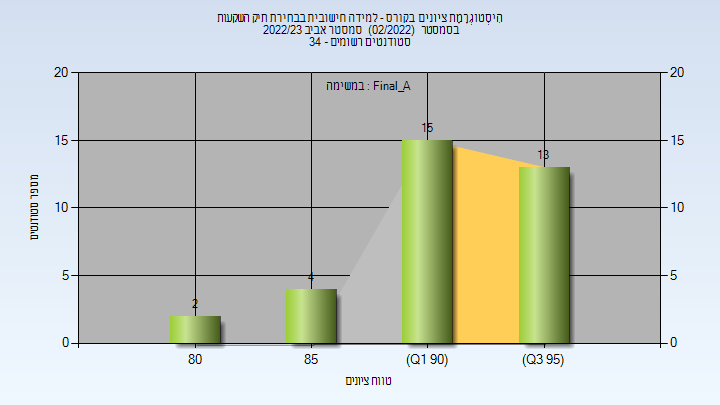 היסטוגרמת ציונים בקורס - למידה חישובית בבחירת תיק השקעות
בסמסטר (02/2022) סמסטר אביב 2022/23
סטודנטים רשומים - 34
במשימה : Final_A
20 20
15 15
10 10
5 5
0 0
2
4
15
13
80 85 (Q1 90) (Q3 95)
מספר סטודנטים
טווח ציונים